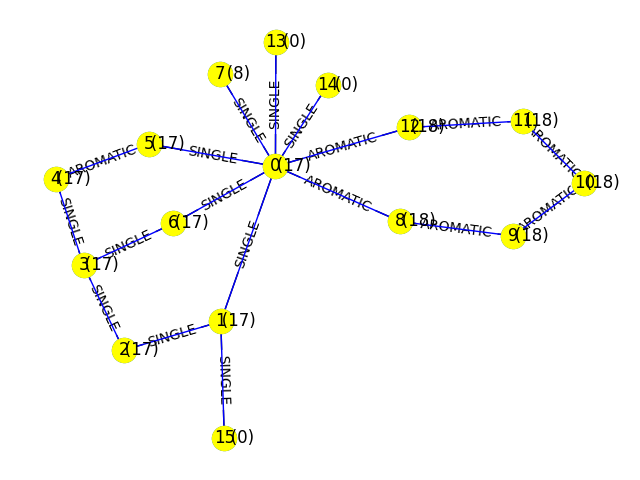 13(0)
7(8)
14(0)
SINGLE
SINGLE
SINGLE
11(18)
12(18)
AROMATIC
5(17)
AROMATIC
SINGLE
AROMATIC
AROMATIC
4(17)
0(17)
10(18)
AROMATIC
SINGLE
AROMATIC
6(17)
8(18)
AROMATIC
9(18)
SINGLE
SINGLE
SINGLE
3(17)
SINGLE
1(17)
SINGLE
2(17)
SINGLE
15(0)